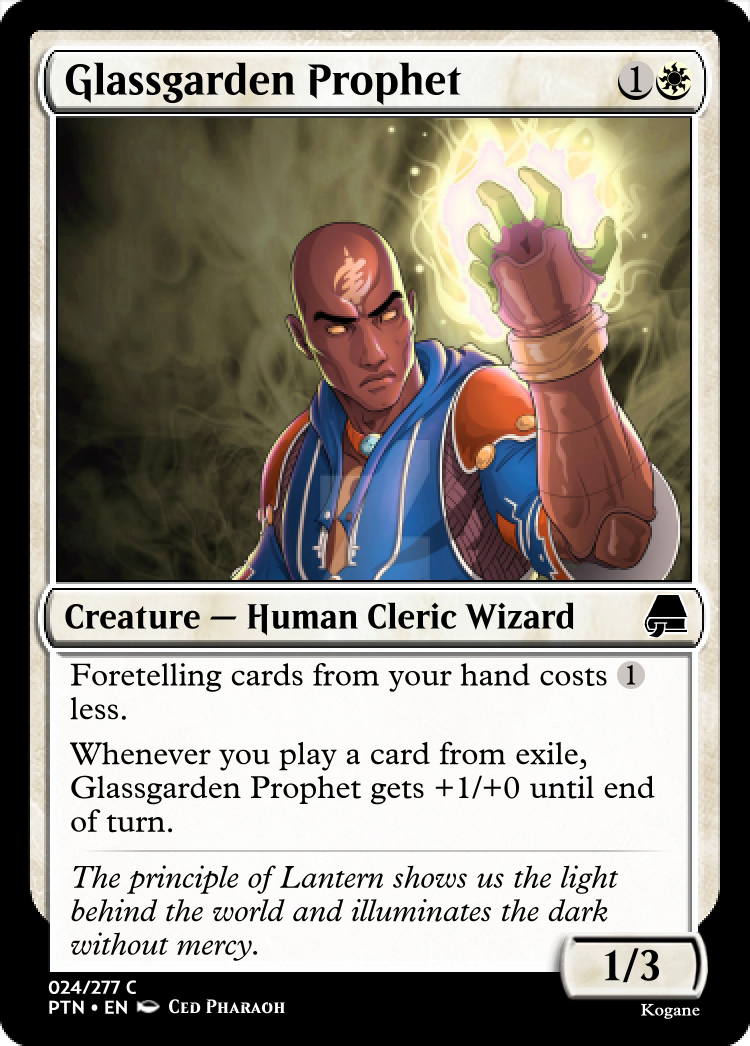 Glassgarden Prophet 1
Creature — Human Cleric Wizard
Foretelling cards from your hand costs 1
less.
Whenever you play a card from exile,
Glassgarden Prophet gets +1/+0 until end
of turn.
The principle of Lantern shows us the light
behind the world and illuminates the dark
without mercy.
1/3
024/277 C
PTN • EN Ced Pharaoh
Kogane